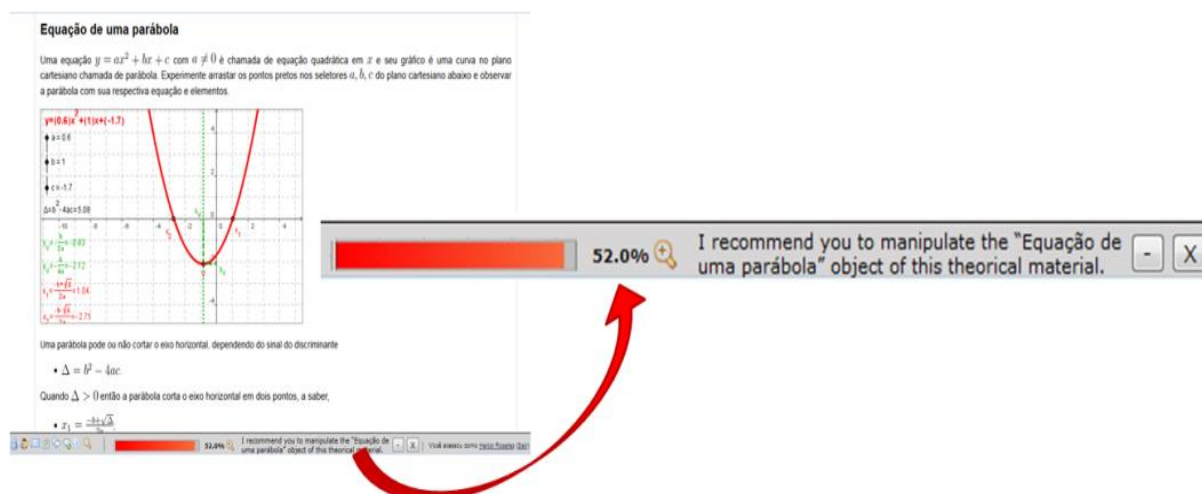 Equação de uma parábola
Uma equação y = ax² + bx + c com a ≠ 0 é chamada de equação quadrática em x e seu gráfico é uma curva no plano
cartesiano chamada de parábola. Experimente arrastar os pontos pretos nos seletores a, b, c do plano cartesiano abaixo e observar
a parábola com sua respectiva equação e elementos.
y=(0.6)x²+(1)x+(-1.7)
a=0.6
b=1
c=-1.7
Δ=b²-4ac=5.08
Uma parábola pode ou não cortar o eixo horizontal, dependendo do sinal do discriminante
• Δ = b² − 4ac.
Quando Δ > 0 então a parábola corta o eixo horizontal em dois pontos, a saber,
• x₁ = −b+√Δ
52.0% I recommend you to manipulate the "Equação de
uma parábola" object of this theorical material. - X
Você acessou como
52.0% I recommend you to manipulate the "Equação de
uma parábola" object of this theorical material. - X